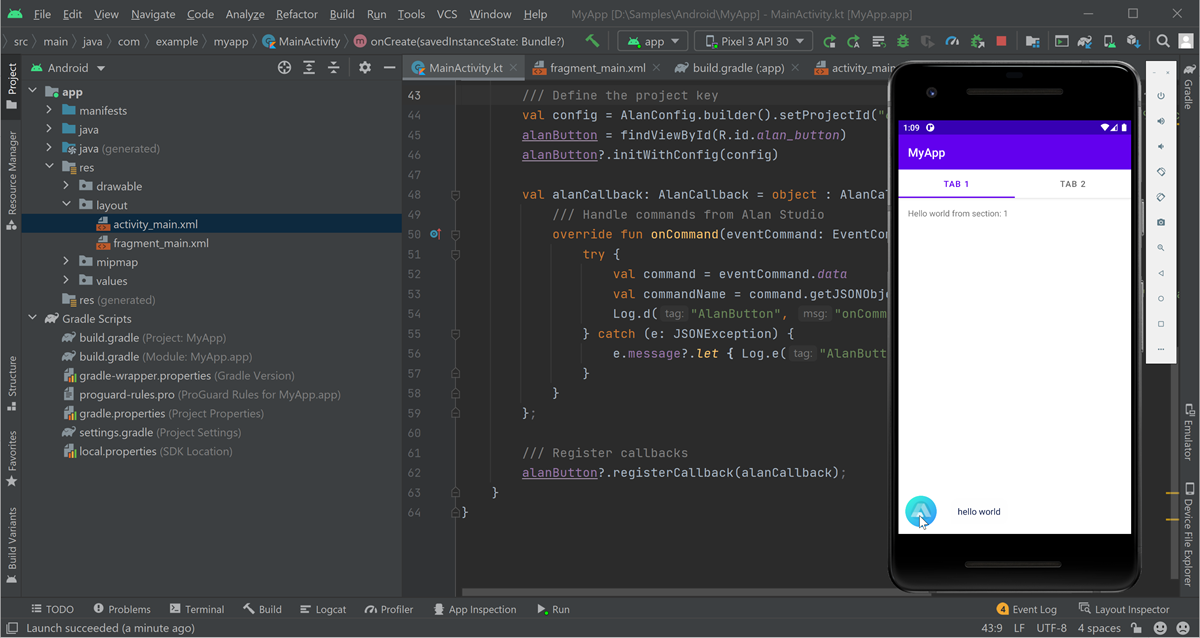 File Edit View Navigate Code Analyze Refactor Build Run Tools VCS Window Help MyApp [D:\Samples\Android\MyApp] - MainActivity.kt [MyApp.app]
src main java com example myapp MainActivity onCreate(savedInstanceState: Bundle?) app Pixel 3 API 30
Android
MainActivity.kt fragment_main.xml build.gradle (:app) activity_main
Project
Resource Manager
Structure
Favorites
Build Variants
app
manifests
java
java (generated)
res
drawable
layout
activity_main.xml
fragment_main.xml
mipmap
values
res (generated)
Gradle Scripts
build.gradle (Project: MyApp)
build.gradle (Module: MyApp.app)
gradle-wrapper.properties (Gradle Version)
proguard-rules.pro (ProGuard Rules for MyApp.app)
gradle.properties (Project Properties)
settings.gradle (Project Settings)
local.properties (SDK Location)
43 /// Define the project key
44 val config = AlanConfig.builder().setProjectId("
45 alanButton = findViewById(R.id.alan_button)
46 alanButton?.initWithConfig(config)
47
48 val alanCallback: AlanCallback = object : AlanCal
49 /// Handle commands from Alan Studio
50 override fun onCommand(eventCommand: EventCom
51 try {
52 val command = eventCommand.data
53 val commandName = command.getJSONObje
54 Log.d( tag: "AlanButton", msg: "onComm
55 } catch (e: JSONException) {
56 e.message?.let { Log.e( tag: "AlanButt
57 }
58 }
59 };
60
61 /// Register callbacks
62 alanButton?.registerCallback(alanCallback);
63 }
64 }
1:09
MyApp
TAB 1 TAB 2
Hello world from section: 1
hello world
Gradle
Emulator
Device File Explorer
TODO Problems Terminal Build Logcat Profiler App Inspection Run 4 Event Log Layout Inspector
Launch succeeded (a minute ago) 43:9 LF UTF-8 4 spaces